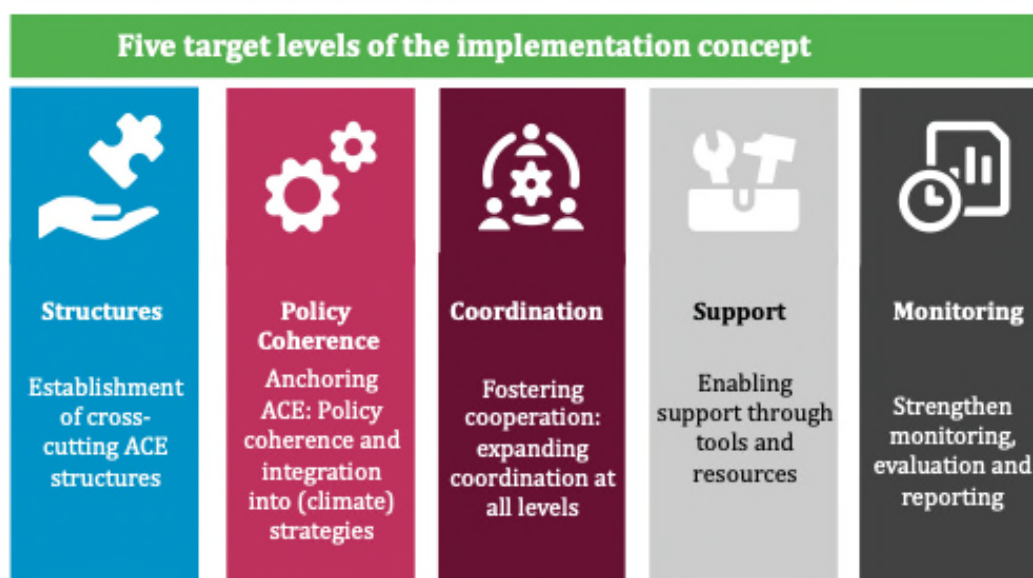 Five target levels of the implementation concept
Structures
Establishment
of cross-
cutting ACE
structures
Policy
Coherence
Anchoring
ACE: Policy
coherence and
integration
into (climate)
strategies
Coordination
Fostering
cooperation:
expanding
coordination at
all levels
Support
Enabling
support through
tools and
resources
Monitoring
Strengthen
monitoring,
evaluation and
reporting